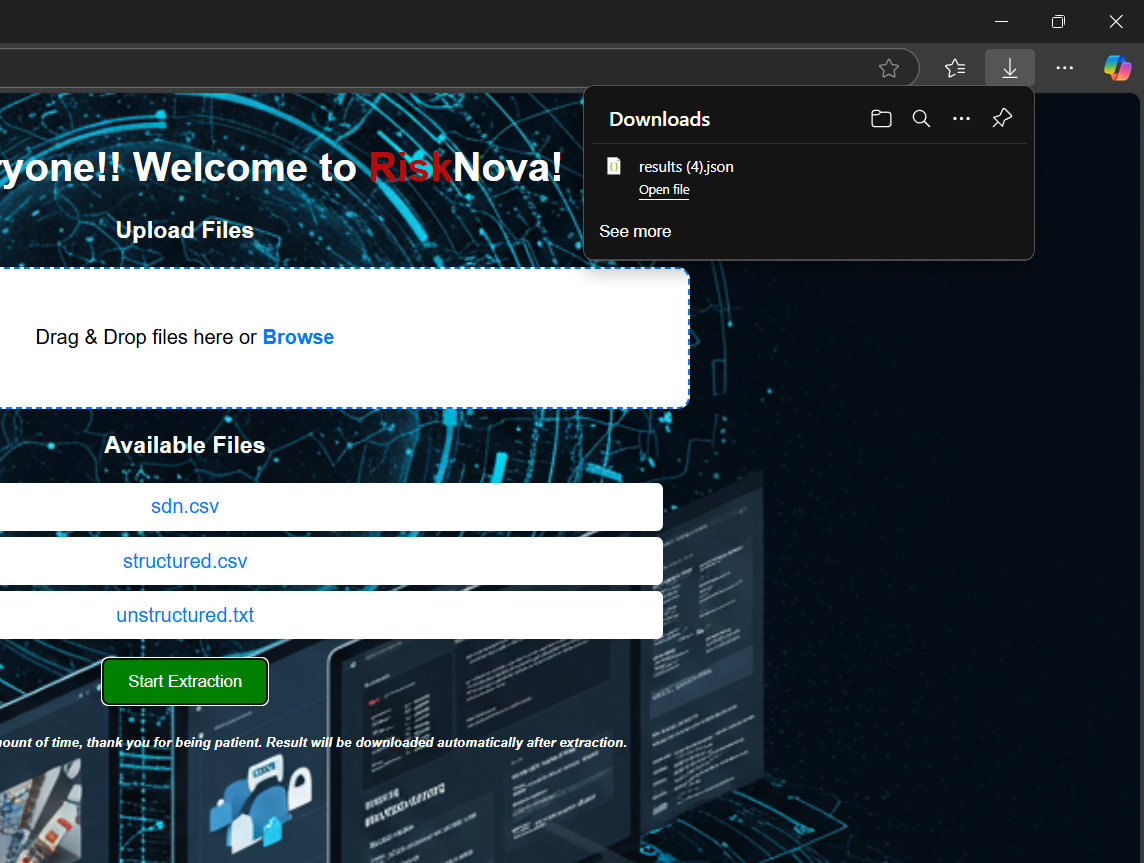 Downloads
results (4).json
Open file
See more
yone!! Welcome to RiskNova!
Upload Files
Drag & Drop files here or Browse
Available Files
sdn.csv
structured.csv
unstructured.txt
Start Extraction
ount of time, thank you for being patient. Result will be downloaded automatically after extraction.